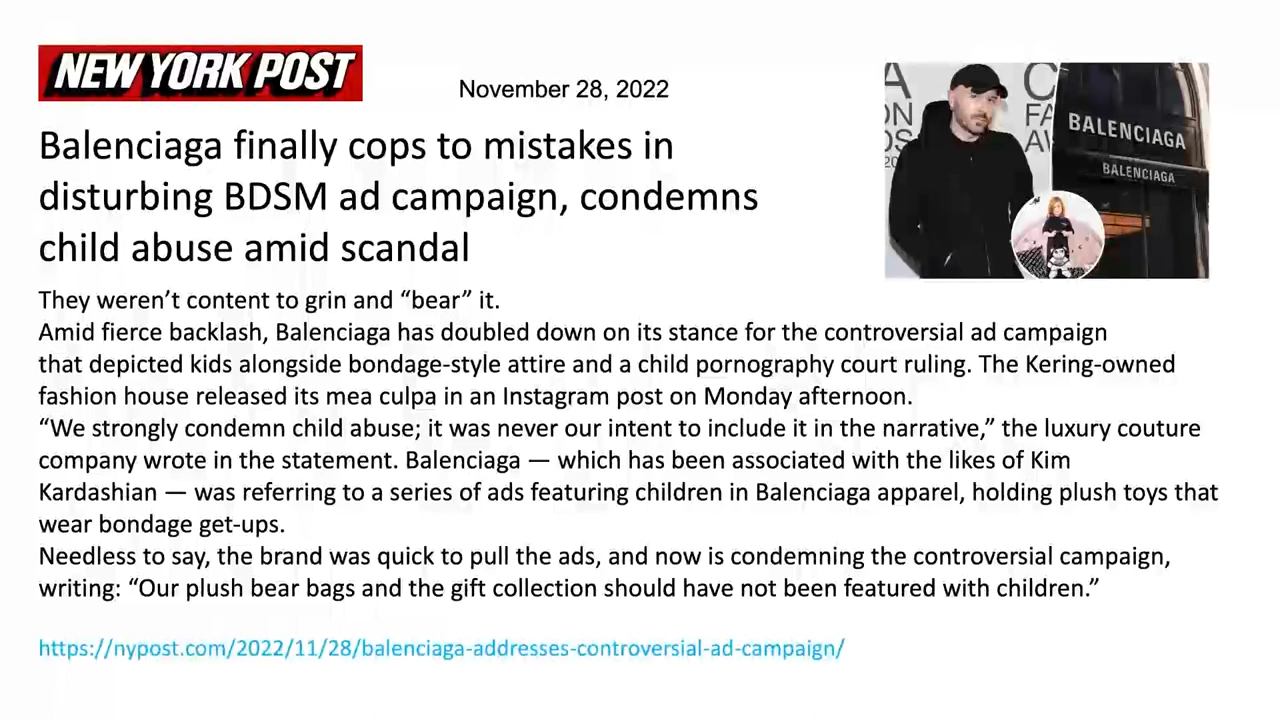 NEW YORK POST
November 28, 2022
Balenciaga finally cops to mistakes in
disturbing BDSM ad campaign, condemns
child abuse amid scandal
BALENCIAGA
BALENCIAGA
They weren’t content to grin and “bear” it.
Amid fierce backlash, Balenciaga has doubled down on its stance for the controversial ad campaign
that depicted kids alongside bondage-style attire and a child pornography court ruling. The Kering-owned
fashion house released its mea culpa in an Instagram post on Monday afternoon.
“We strongly condemn child abuse; it was never our intent to include it in the narrative,” the luxury couture
company wrote in the statement. Balenciaga — which has been associated with the likes of Kim
Kardashian — was referring to a series of ads featuring children in Balenciaga apparel, holding plush toys that
wear bondage get-ups.
Needless to say, the brand was quick to pull the ads, and now is condemning the controversial campaign,
writing: “Our plush bear bags and the gift collection should have not been featured with children.”
https://nypost.com/2022/11/28/balenciaga-addresses-controversial-ad-campaign/